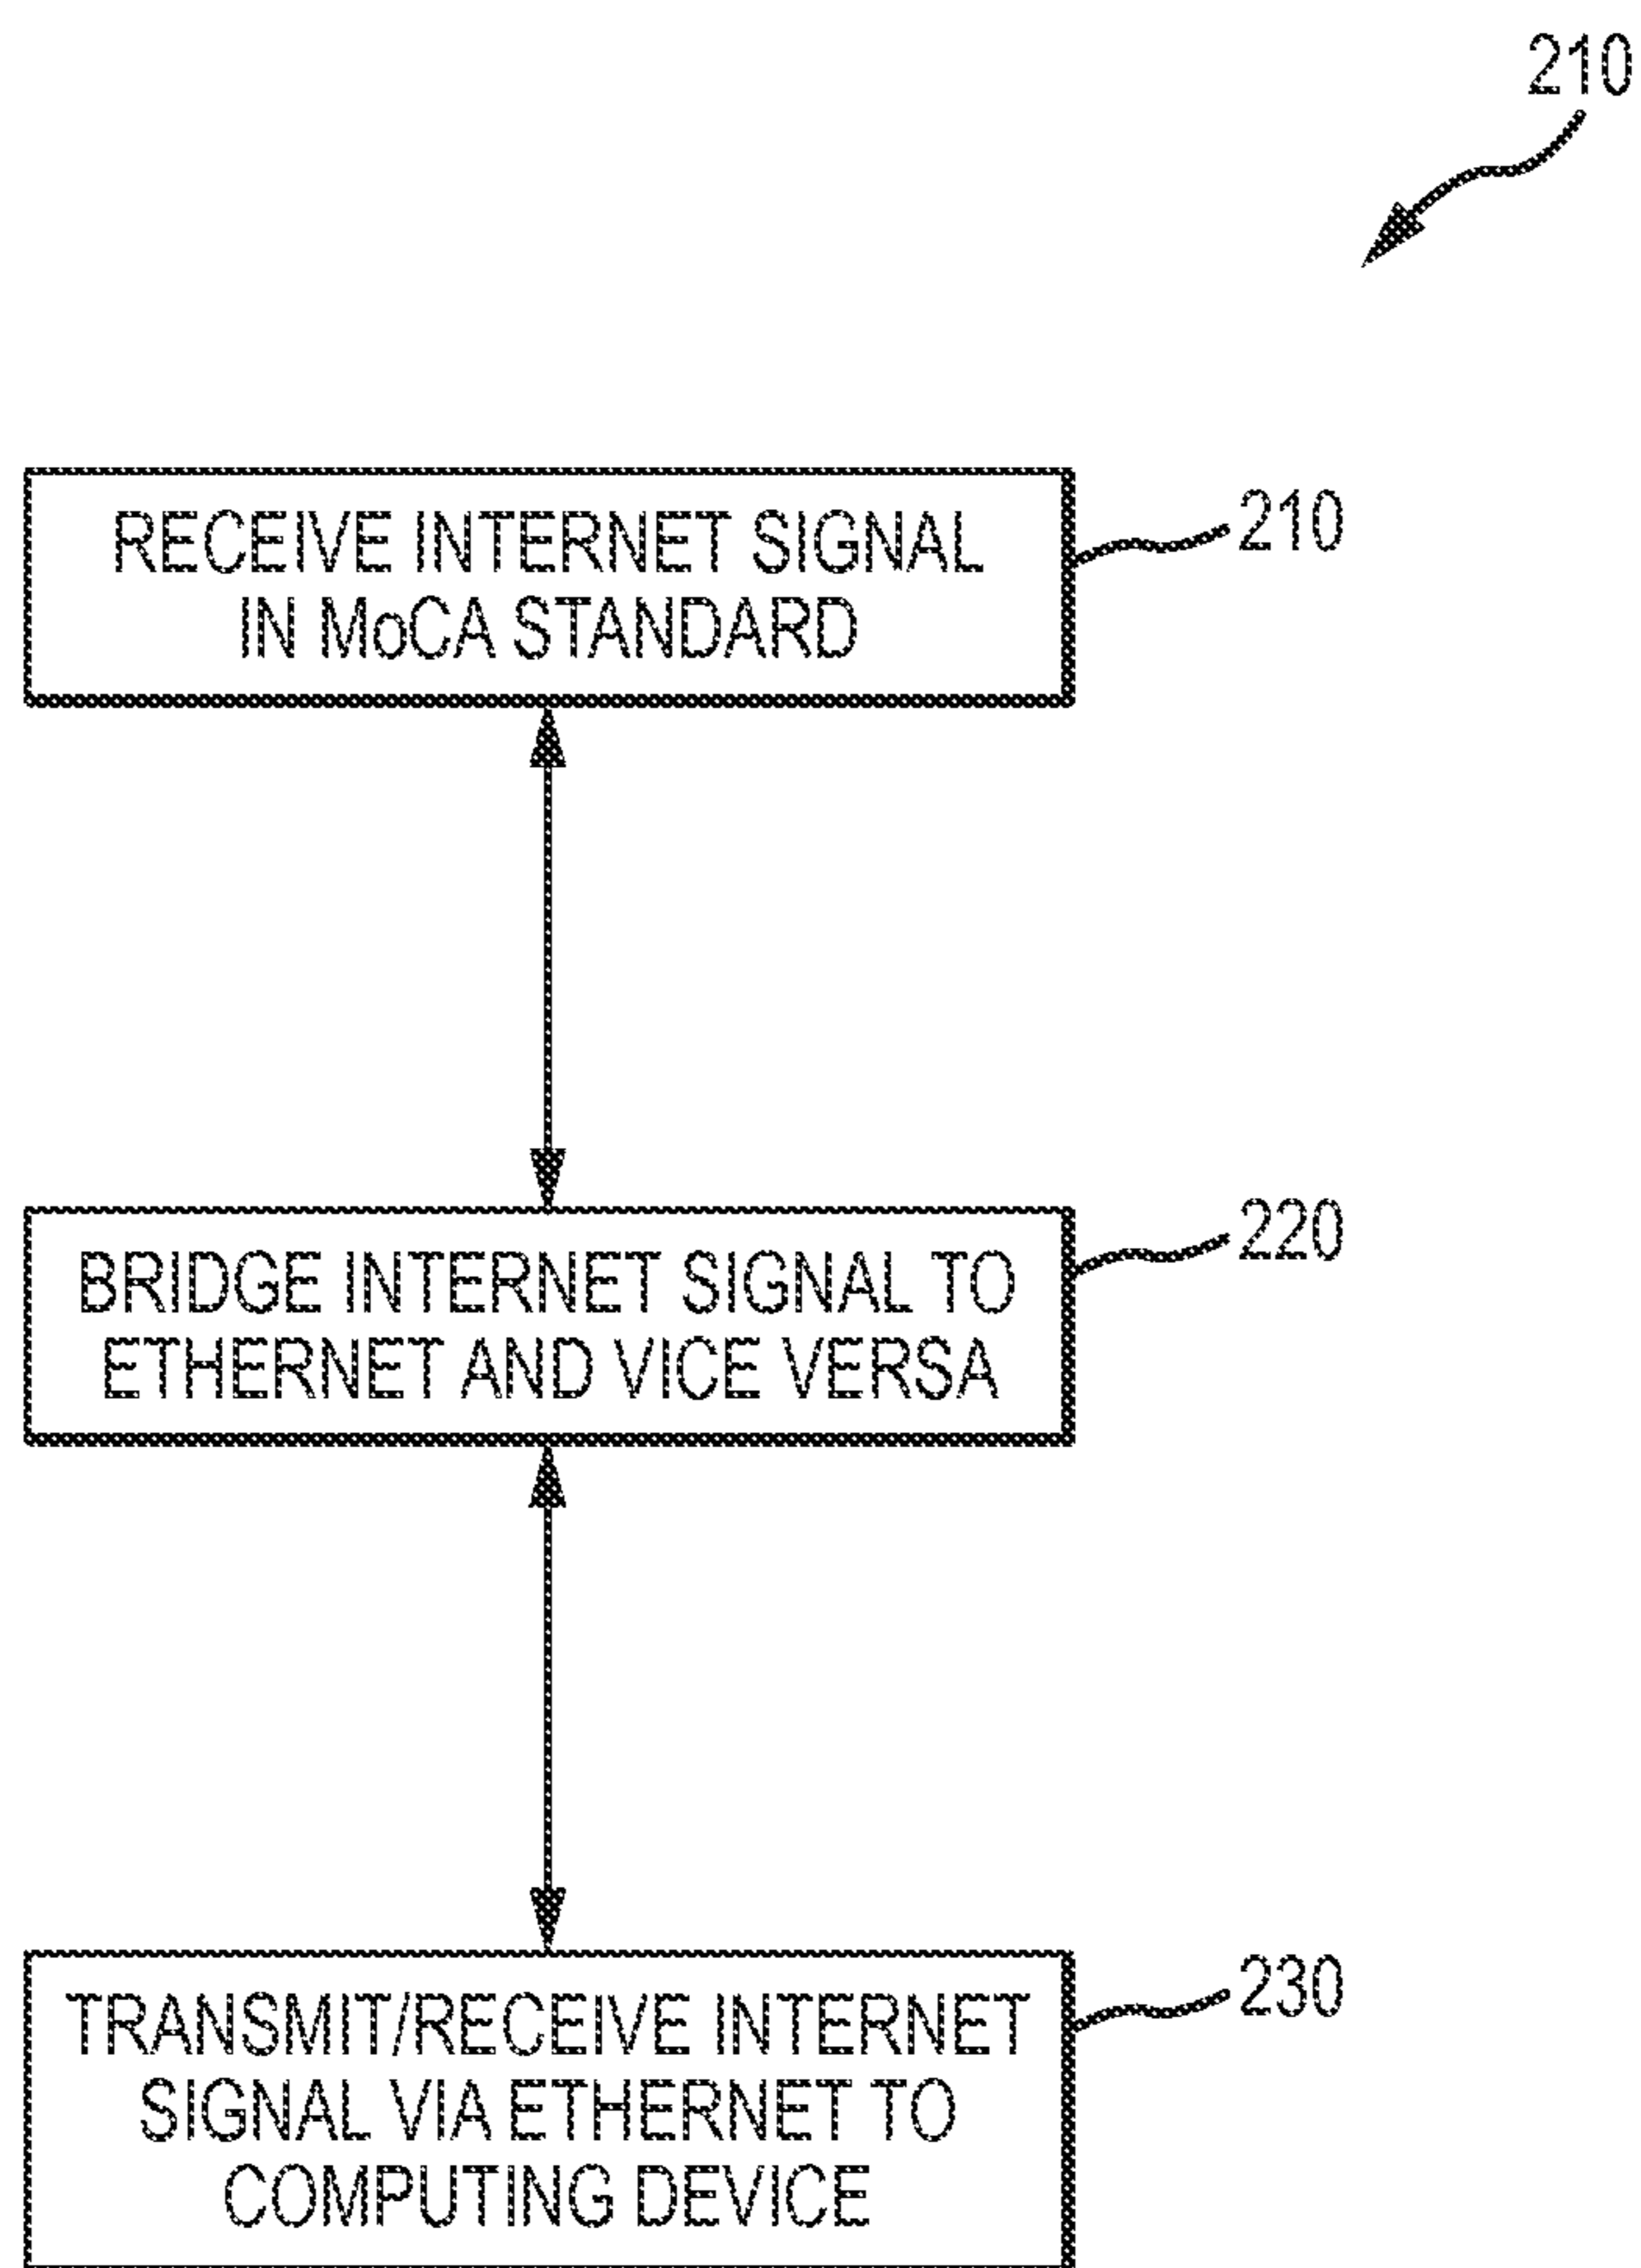 210
RECEIVE INTERNET SIGNAL
IN MoCA STANDARD
210
BRIDGE INTERNET SIGNAL TO
ETHERNET AND VICE VERSA
220
TRANSMIT/RECEIVE INTERNET
SIGNAL VIA ETHERNET TO
COMPUTING DEVICE
230